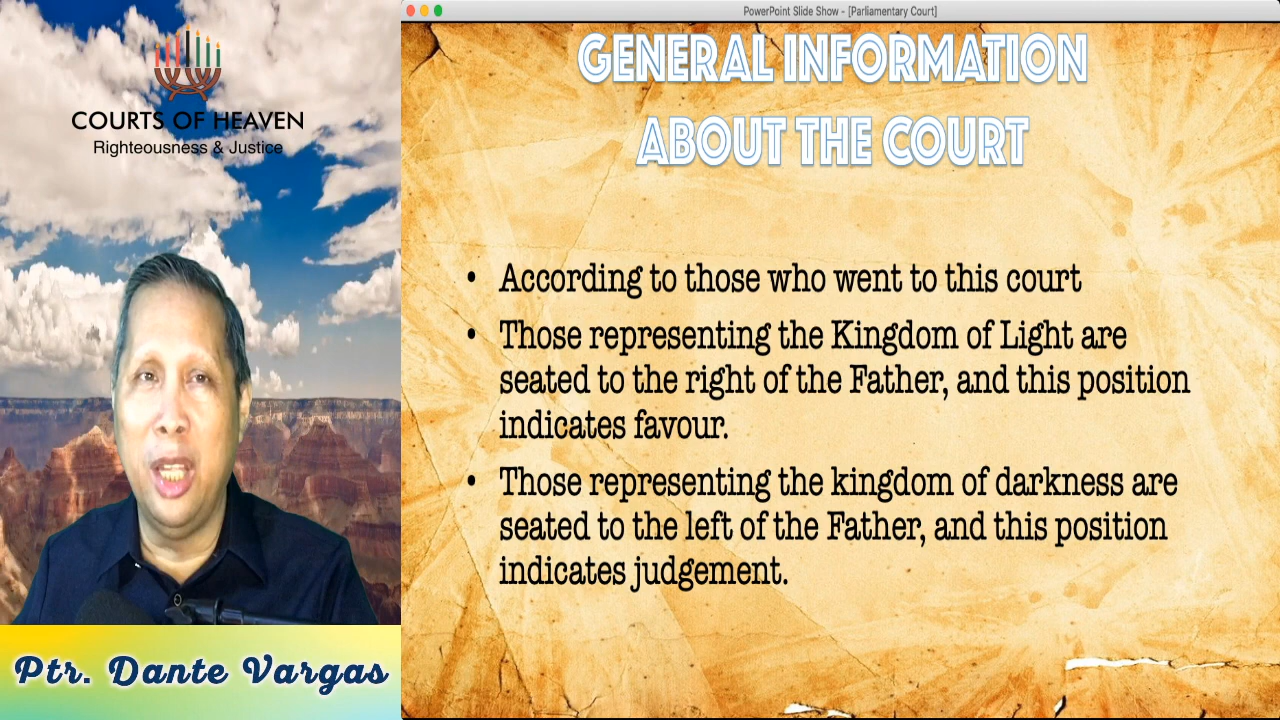 COURTS OF HEAVEN
Righteousness & Justice
Ptr. Dante Vargas
PowerPoint Slide Show - [Parliamentary Court]
GENERAL INFORMATION
ABOUT THE COURT
• According to those who went to this court
• Those representing the Kingdom of Light are
seated to the right of the Father, and this position
indicates favour.
• Those representing the kingdom of darkness are
seated to the left of the Father, and this position
indicates judgement.